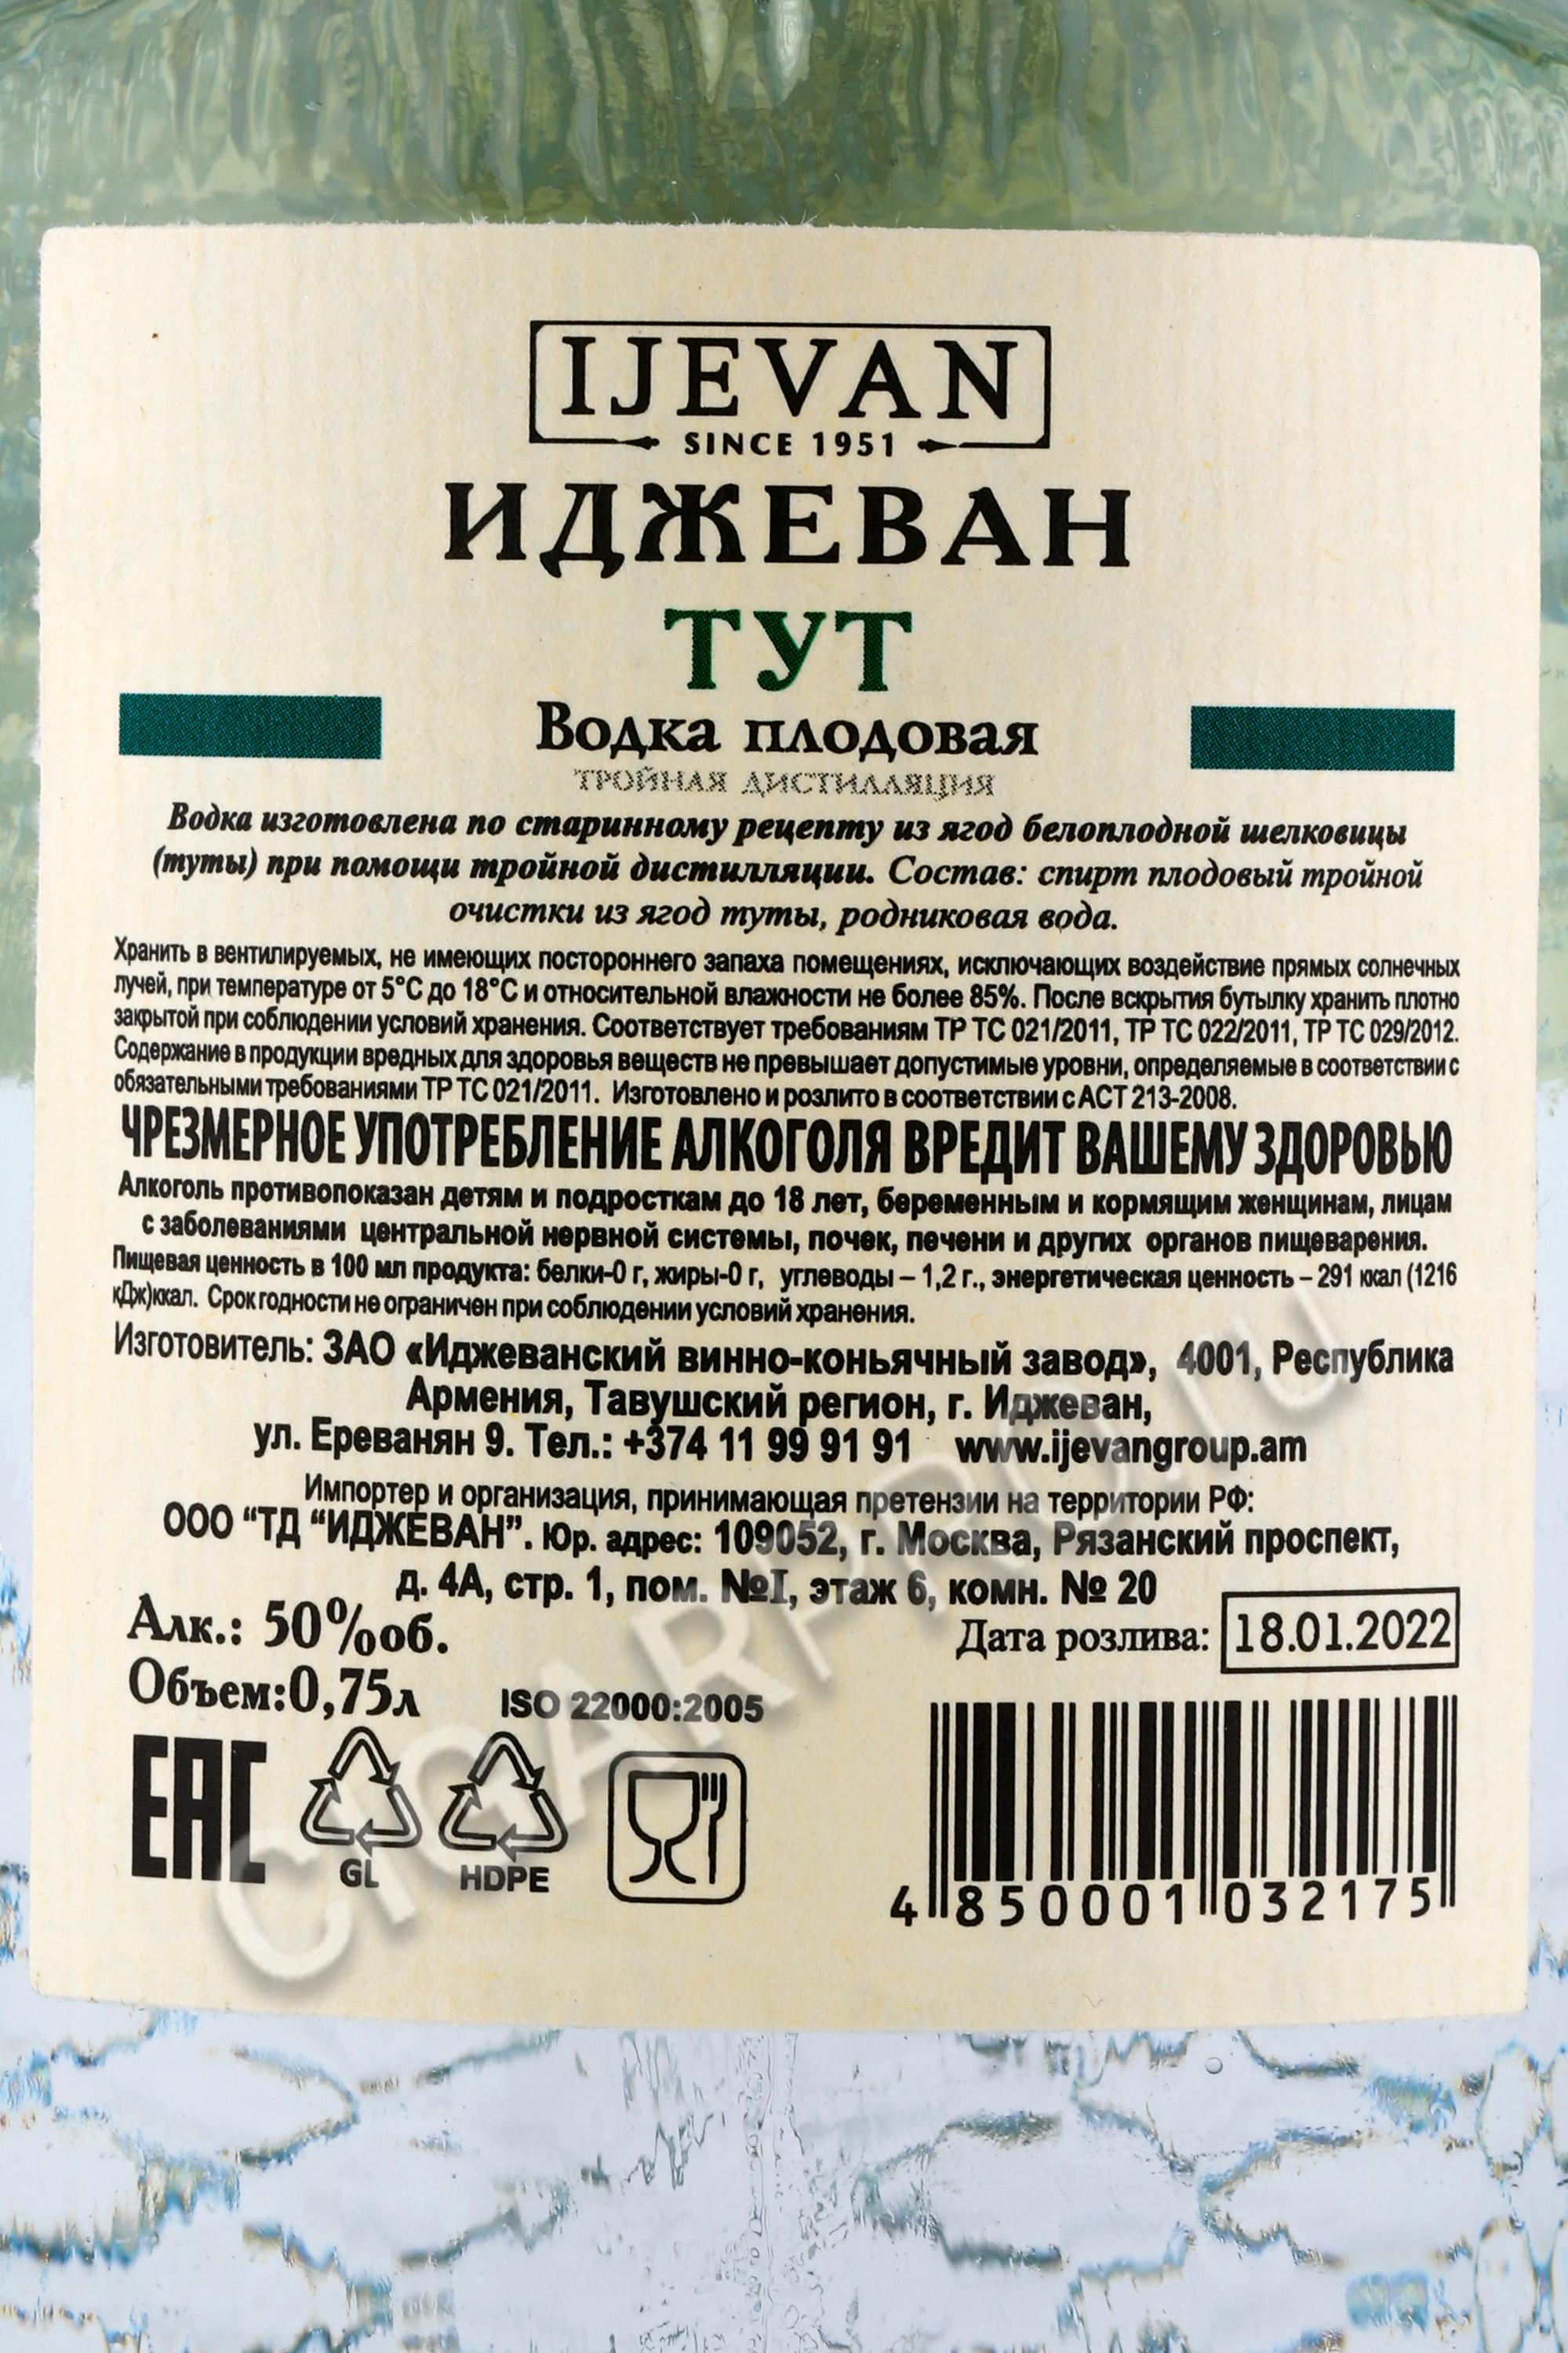 IJEVAN
SINCE 1951
ИДЖЕВАН
ТУТ
Водка плодовая
ТРОЙНАЯ ДИСТИЛЛЯЦИЯ
Водка изготовлена по старинному рецепту из ягод белоплодной шелковицы
(туты) при помощи тройной дистилляции. Состав: спирт плодовый тройной
очистки из ягод туты, родниковая вода.
Хранить в вентилируемых, не имеющих постороннего запаха помещениях, исключающих воздействие прямых солнечных
лучей, при температуре от 5°С до 18°С и относительной влажности не более 85%. После вскрытия бутылку хранить плотно
закрытой при соблюдении условий хранения. Соответствует требованиям ТР ТС 021/2011, ТР ТС 022/2011, ТР ТС 029/2012.
Содержание в продукции вредных для здоровья веществ не превышает допустимые уровни, определяемые в соответствии с
обязательными требованиями ТР ТС 021/2011. Изготовлено и розлито в соответствии с АСТ 213-2008.
ЧРЕЗМЕРНОЕ УПОТРЕБЛЕНИЕ АЛКОГОЛЯ ВРЕДИТ ВАШЕМУ ЗДОРОВЬЮ
Алкоголь противопоказан детям и подросткам до 18 лет, беременным и кормящим женщинам, лицам
с заболеваниями центральной нервной системы, почек, печени и других органов пищеварения.
Пищевая ценность в 100 мл продукта: белки-0 г, жиры-0 г, углеводы – 1,2 г., энергетическая ценность – 291 ккал (1216
кДж)ккал. Срок годности не ограничен при соблюдении условий хранения.
Изготовитель: ЗАО «Иджеванский винно-коньячный завод», 4001, Республика
Армения, Тавушский регион, г. Иджеван,
ул. Ереванян 9. Тел.: +374 11 99 91 91 www.ijevangroup.am
Импортер и организация, принимающая претензии на территории РФ:
ООО “ТД “ИДЖЕВАН”. Юр. адрес: 109052, г. Москва, Рязанский проспект,
д. 4А, стр. 1, пом. №I, этаж 6, комн. № 20
Алк.: 50%об.
Дата розлива: 18.01.2022
Объем:0,75л
ISO 22000:2005
EAC
GL
HDPE
4 850001 032175